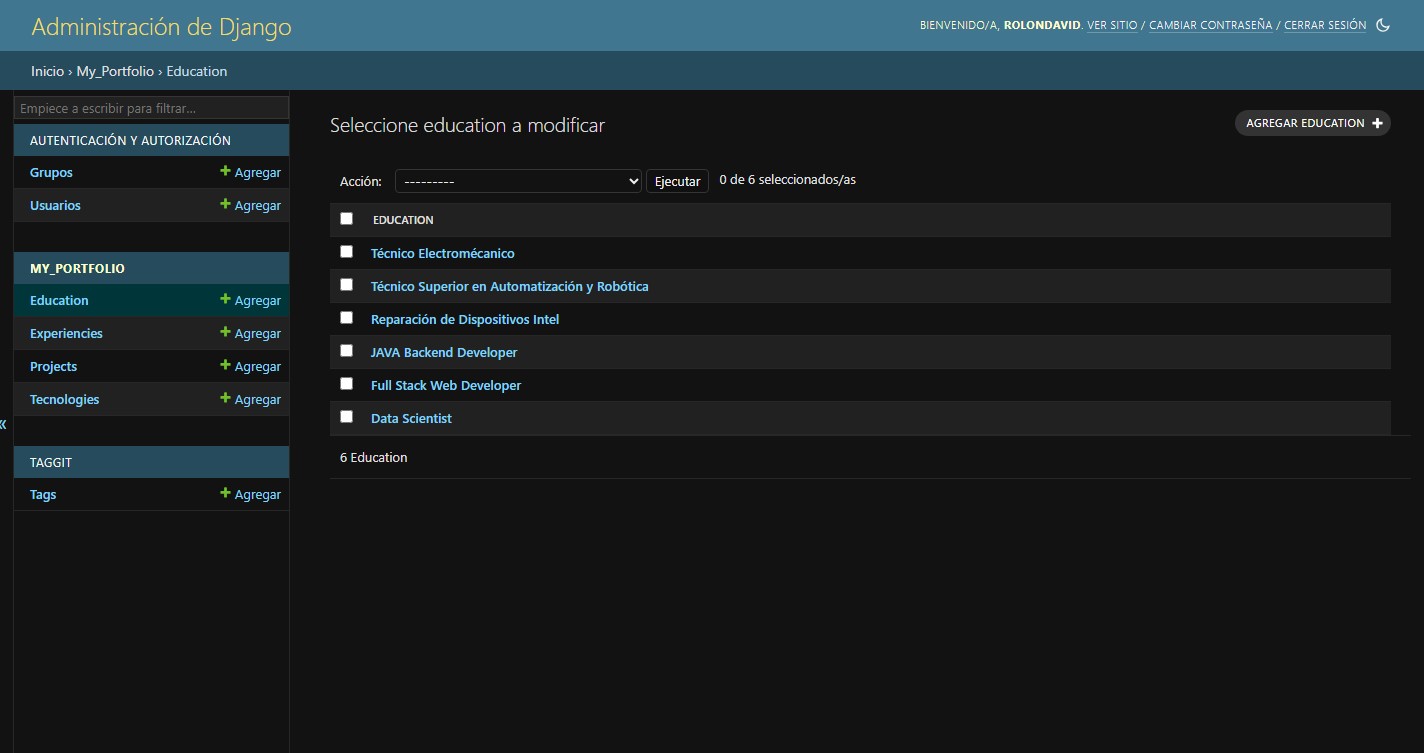 Administración de Django
BIENVENIDO/A, ROLONDAVID. VER SITIO / CAMBIAR CONTRASEÑA / CERRAR SESIÓN
Inicio › My_Portfolio › Education
Empiece a escribir para filtrar...
AUTENTICACIÓN Y AUTORIZACIÓN
Grupos + Agregar
Usuarios + Agregar
MY_PORTFOLIO
Education + Agregar
Experiencies + Agregar
Projects + Agregar
Tecnologies + Agregar
«
TAGGIT
Tags + Agregar
Seleccione education a modificar
AGREGAR EDUCATION +
Acción: --------- Ejecutar 0 de 6 seleccionados/as
EDUCATION
Técnico Electromécanico
Técnico Superior en Automatización y Robótica
Reparación de Dispositivos Intel
JAVA Backend Developer
Full Stack Web Developer
Data Scientist
6 Education